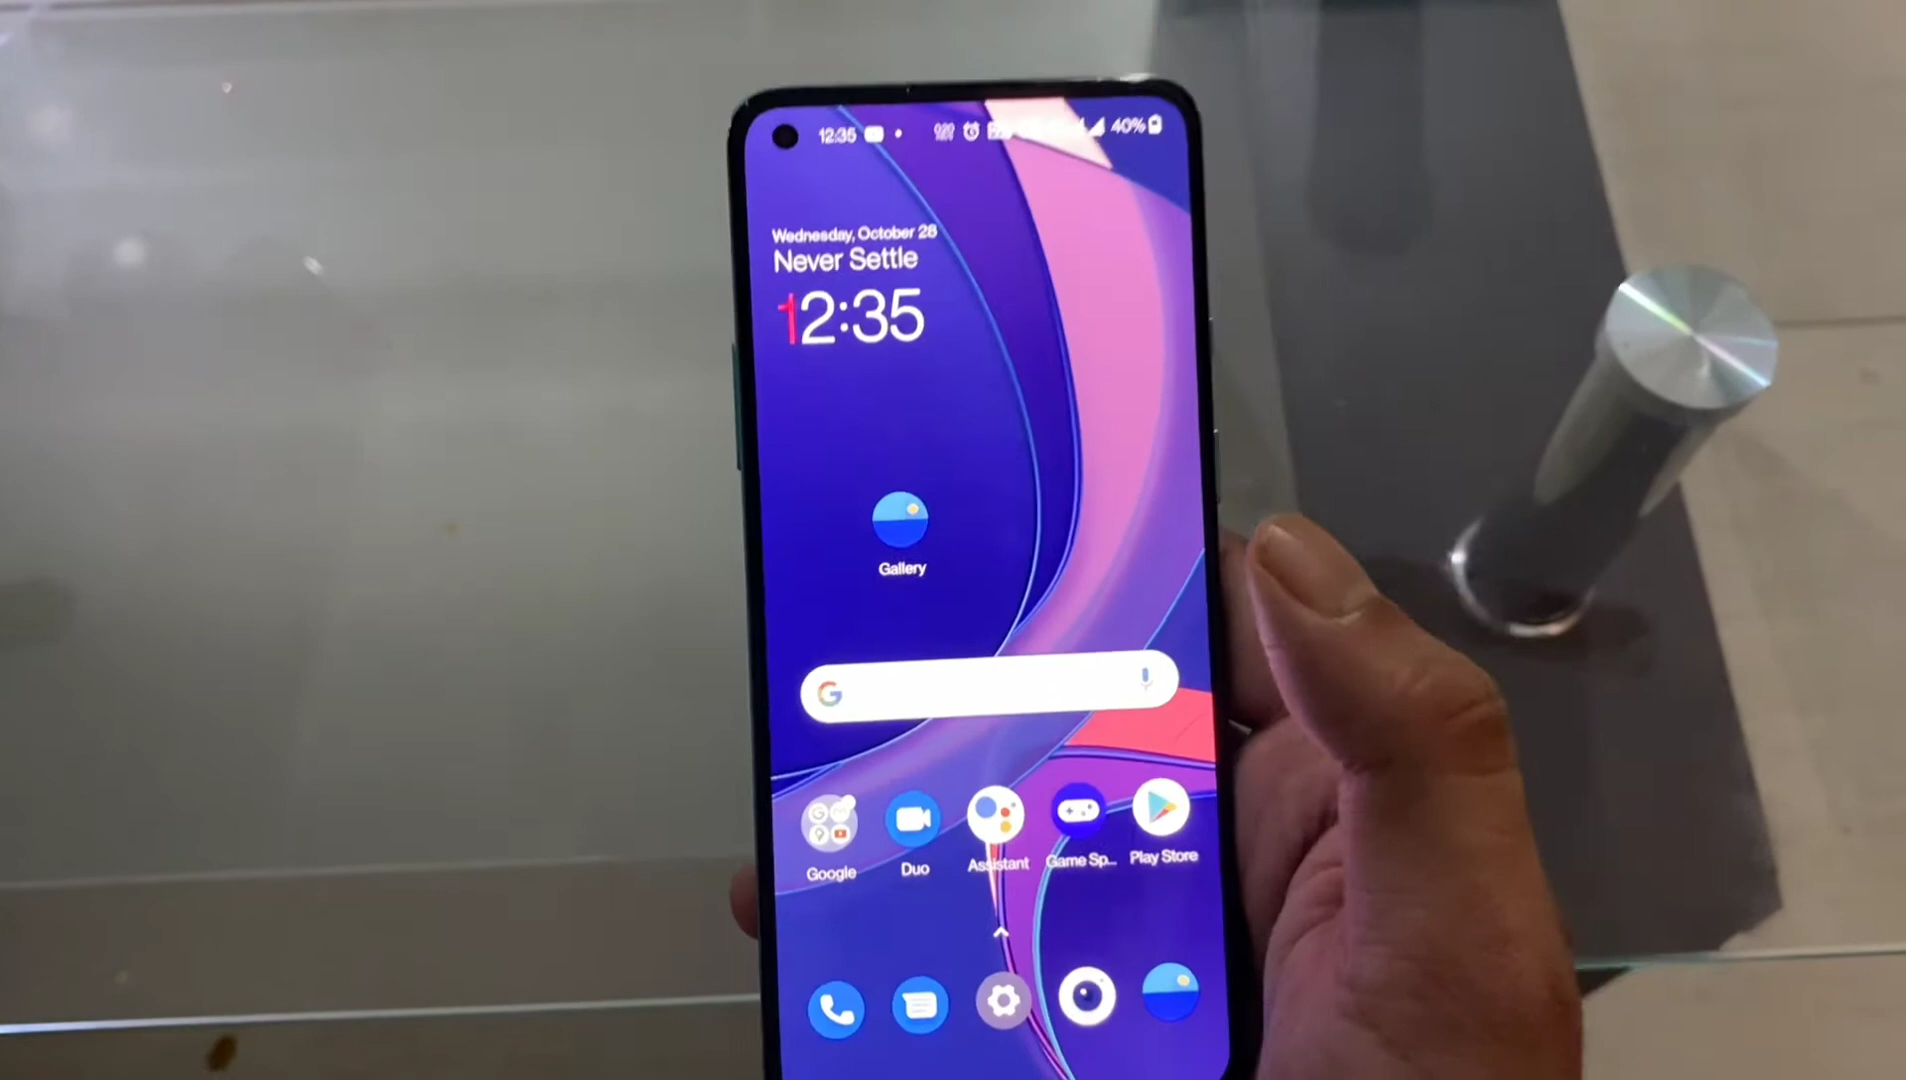 12:35
40%
Wednesday, October 28
Never Settle
12:35
Gallery
G
Google
Duo
Assistant
Game Sp...
Play Store